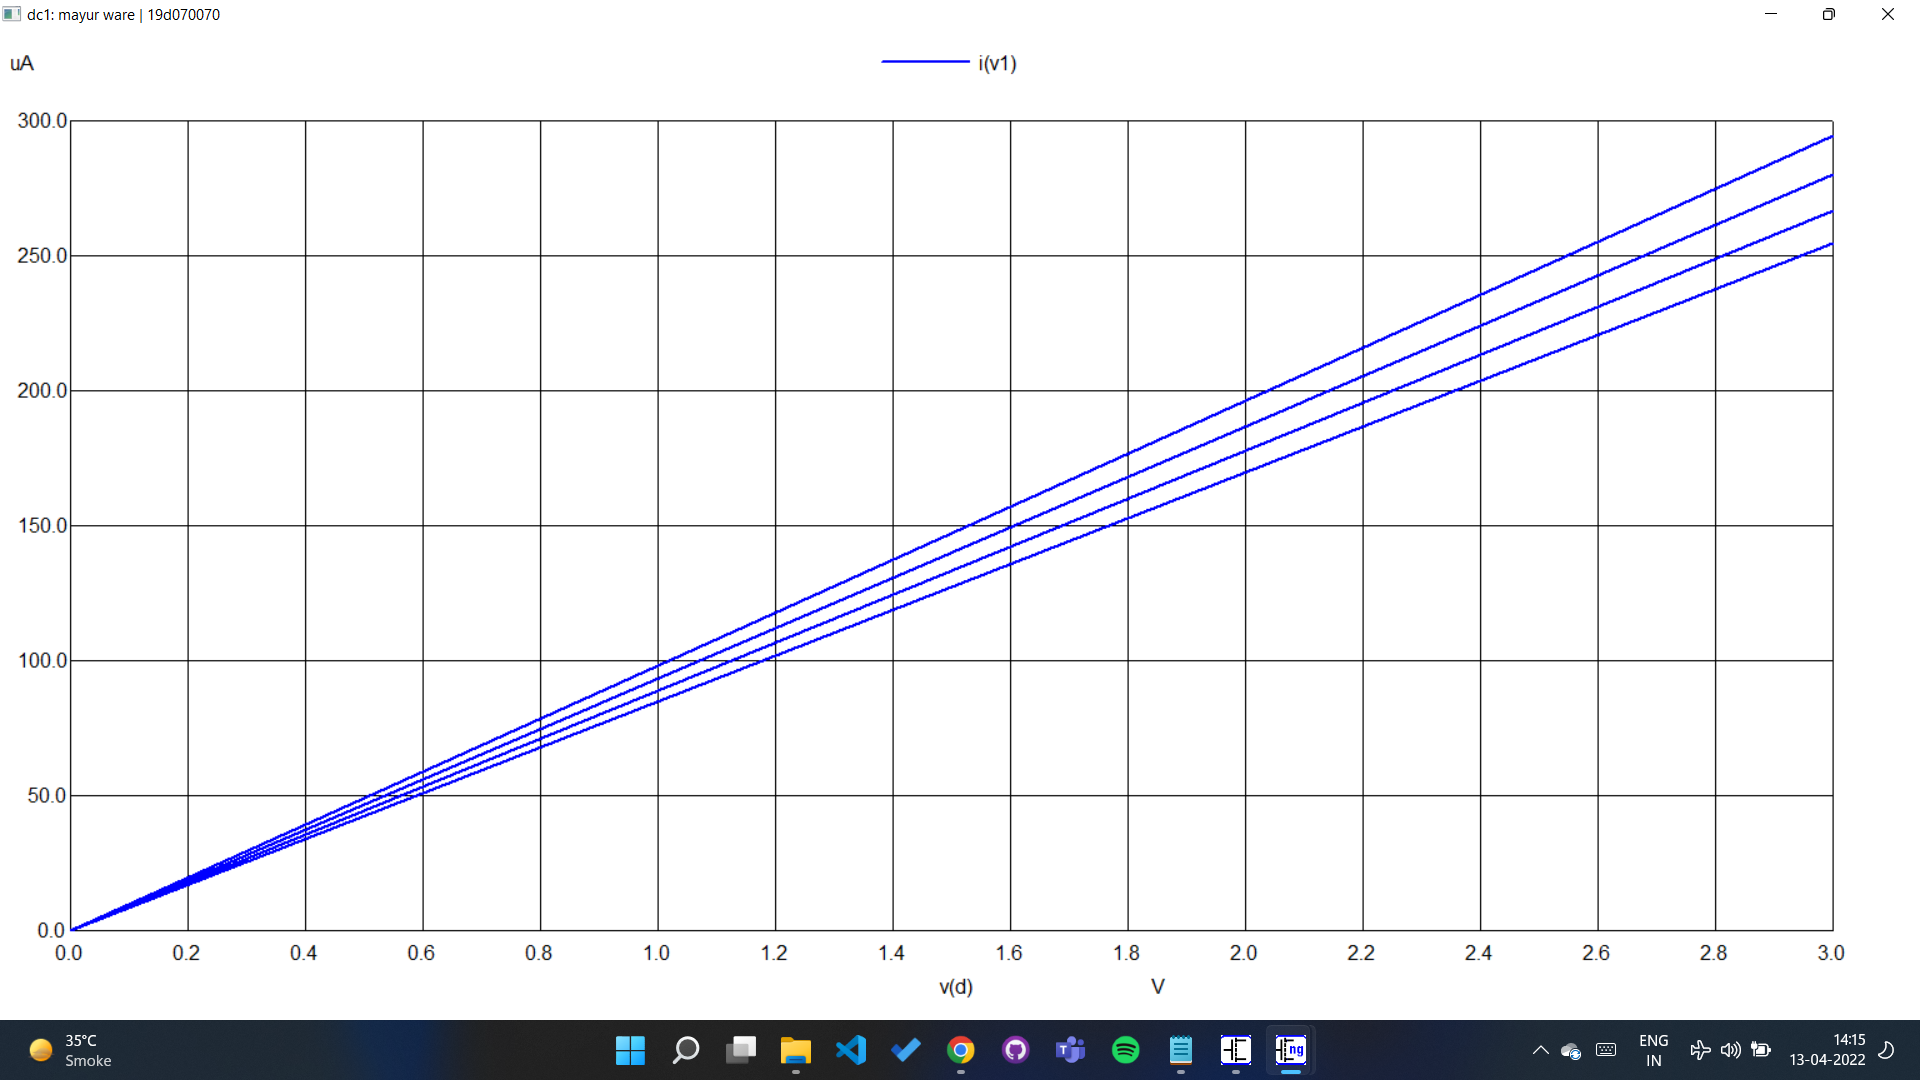 dc1: mayur ware | 19d070070
uA
i(v1)
300.0
250.0
200.0
150.0
100.0
50.0
0.0
0.0 0.2 0.4 0.6 0.8 1.0 1.2 1.4 1.6 1.8 2.0 2.2 2.4 2.6 2.8 3.0
v(d) V
35°C
Smoke
T
ng
ENG
IN
14:15
13-04-2022